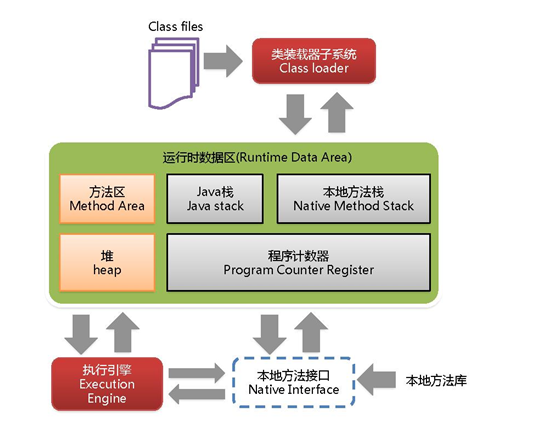 Class files
类装载器子系统
Class loader
运行时数据区(Runtime Data Area)
方法区
Method Area
Java栈
Java stack
本地方法栈
Native Method Stack
堆
heap
程序计数器
Program Counter Register
执行引擎
Execution
Engine
本地方法接口
Native Interface
本地方法库